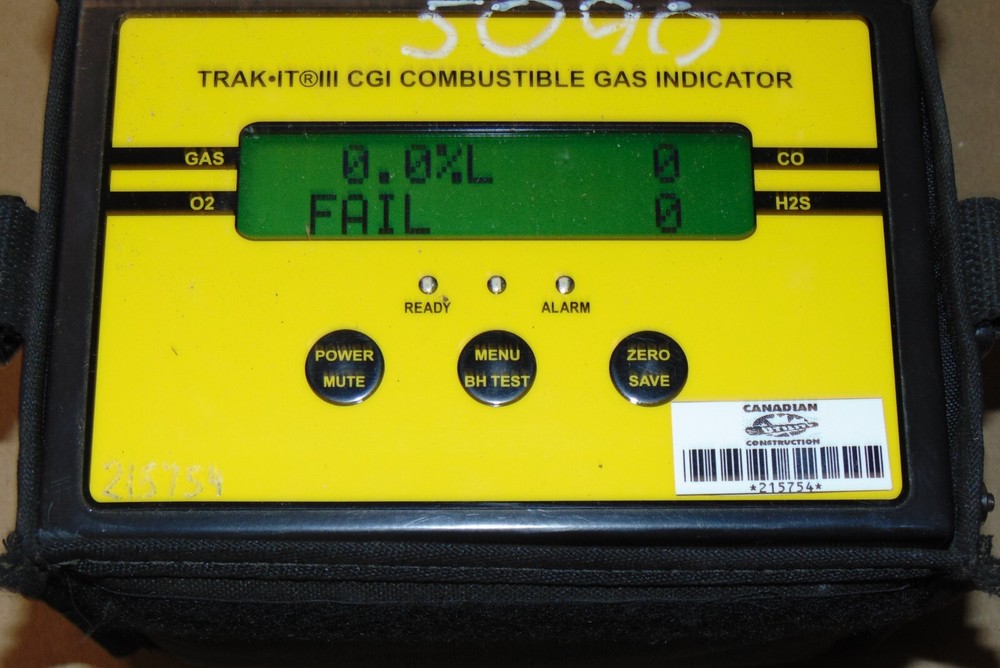 5090
TRAK•IT®III CGI COMBUSTIBLE GAS INDICATOR
GAS 0.0%L 0 CO
O2 FAIL 0 H2S
READY ALARM
POWER MENU ZERO
MUTE BH TEST SAVE
CANADIAN
UTILITY
CONSTRUCTION
*215754*
215754